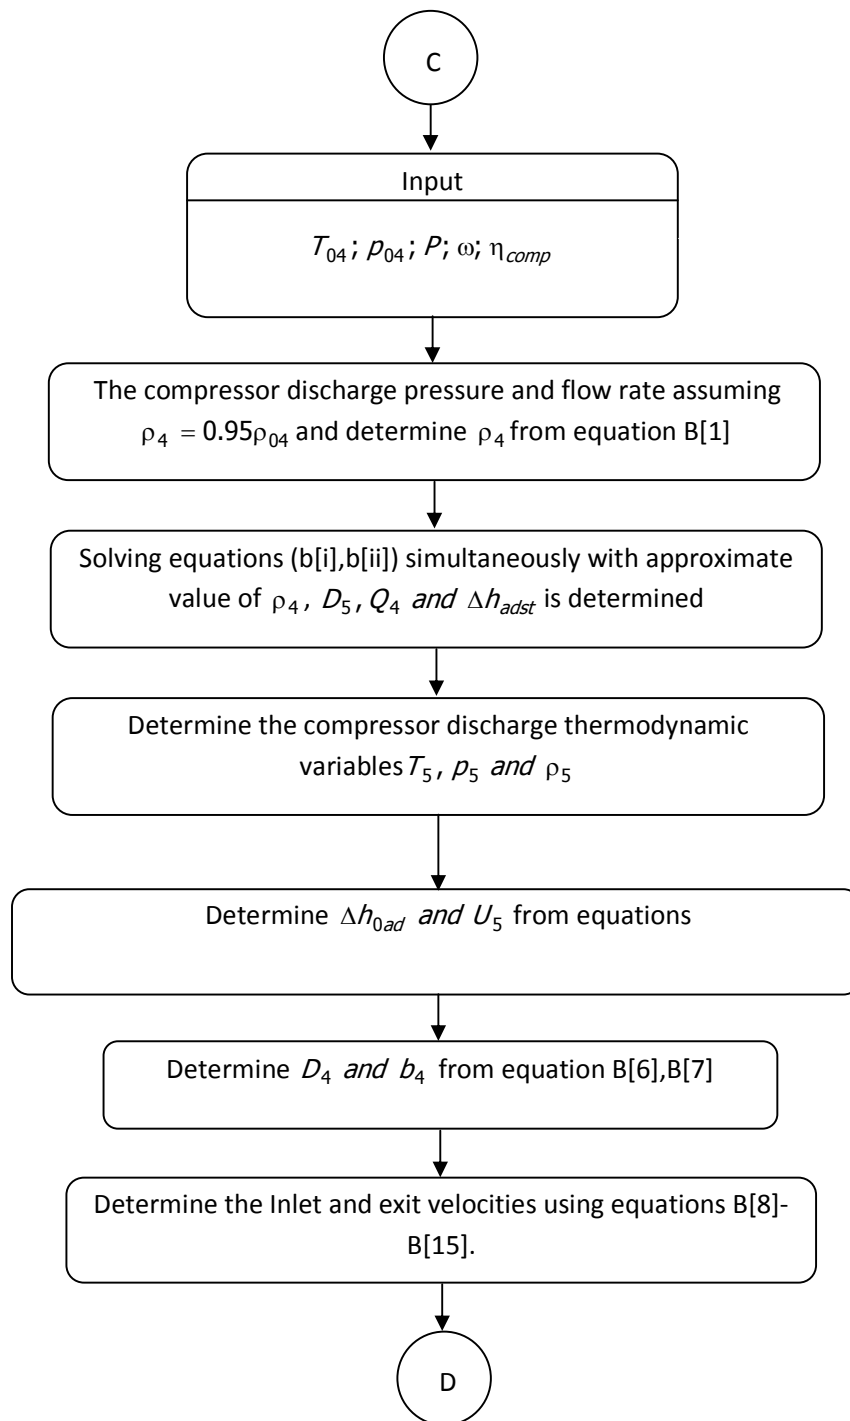 C
Input
T₀₄; p₀₄; P; ω; η_comp
The compressor discharge pressure and flow rate assuming
ρ₄ = 0.95ρ₀₄ and determine ρ₄ from equation B[1]
Solving equations (b[i],b[ii]) simultaneously with approximate
value of ρ₄, D₅, Q₄ and Δh_adst is determined
Determine the compressor discharge thermodynamic
variables T₅, p₅ and ρ₅
Determine Δh₀ad and U₅ from equations
Determine D₄ and b₄ from equation B[6],B[7]
Determine the Inlet and exit velocities using equations B[8]-
B[15].
D